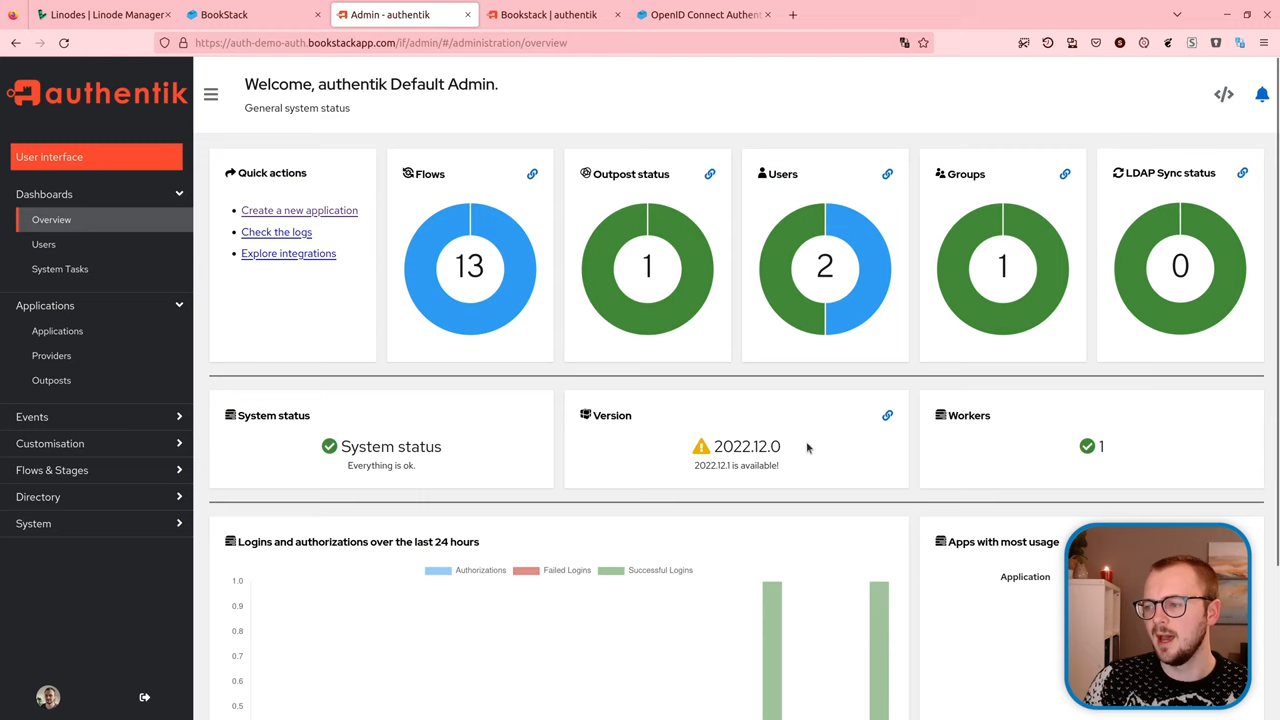 Linodes | Linode Manager
BookStack
Admin - authentik
Bookstack | authentik
OpenID Connect Authent
https://auth-demo-auth.bookstackapp.com/if/admin/#/administration/overview
authentik
User interface
Dashboards
Overview
Users
System Tasks
Applications
Applications
Providers
Outposts
Events
Customisation
Flows & Stages
Directory
System
Welcome, authentik Default Admin.
General system status
Quick actions
Create a new application
Check the logs
Explore integrations
Flows
13
Outpost status
1
Users
2
Groups
1
LDAP Sync status
0
System status
System status
Everything is ok.
Version
2022.12.0
2022.12.1 is available!
Workers
1
Logins and authorizations over the last 24 hours
Authorizations
Failed Logins
Successful Logins
1.0
0.9
0.8
0.7
0.6
0.5
Apps with most usage
Application